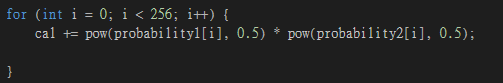 for (int i = 0; i < 256; i++) {
cal += pow(probability1[i], 0.5) * pow(probability2[i], 0.5);
}